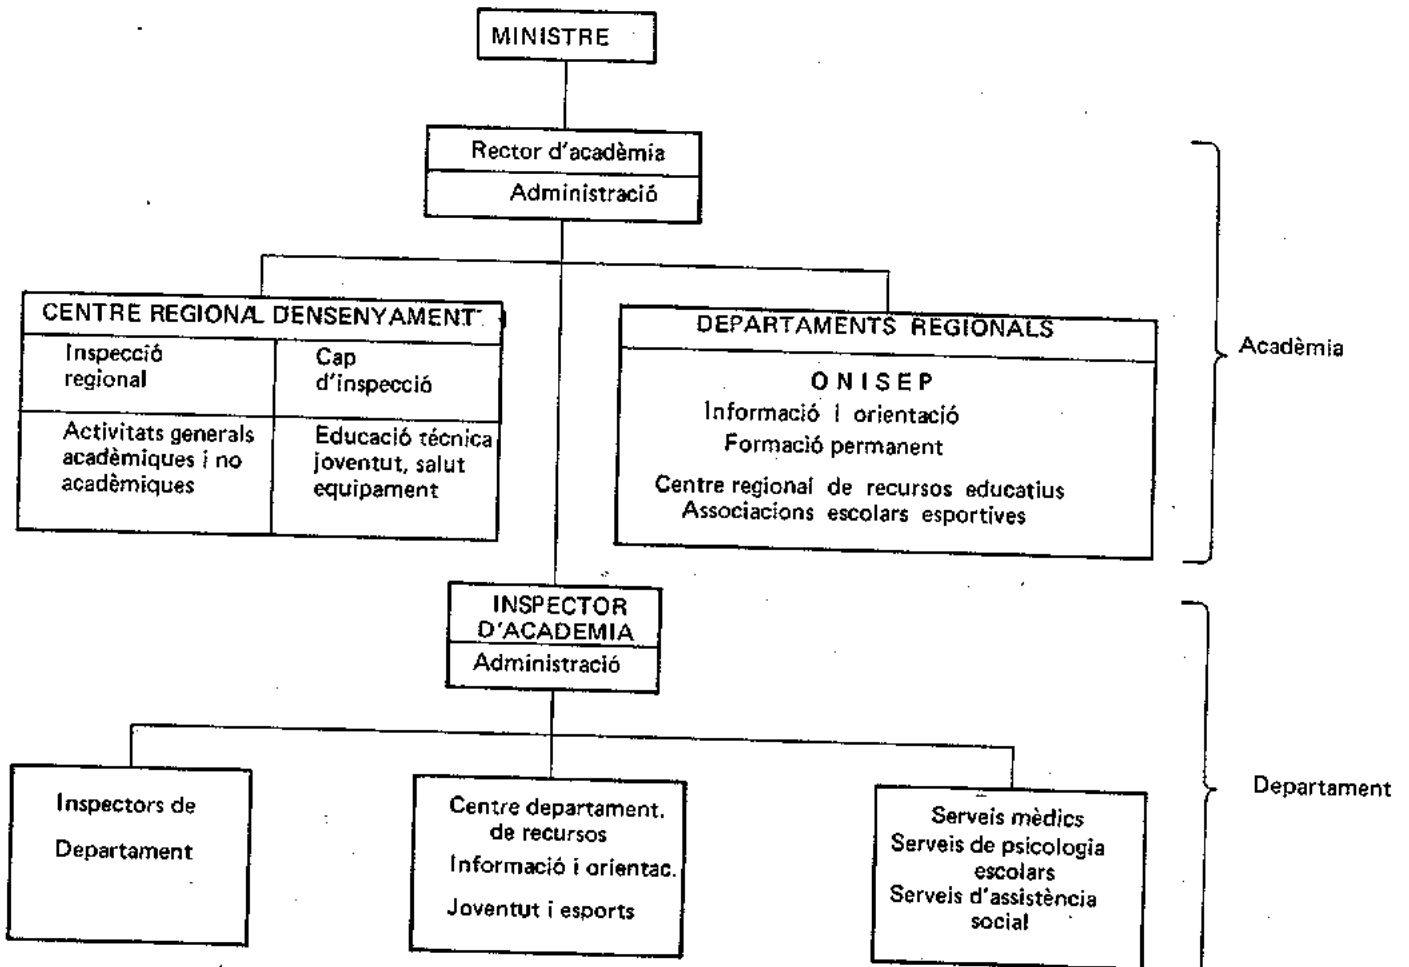 MINISTRE
Rector d'acadèmia
Administració
CENTRE REGIONAL DENSENYAMENT
Inspecció
regional
Cap
d'inspecció
Activitats generals
acadèmiques i no
acadèmiques
Educació técnica
joventut, salut
equipament
DEPARTAMENTS REGIONALS
ONISEP
Informació i orientació
Formació permanent
Centre regional de recursos educatius
Associacions escolars esportives
Acadèmia
INSPECTOR
D'ACADEMIA
Administració
Inspectors de
Departament
Centre departament.
de recursos
Informació i orientac.
Joventut i esports
Serveis mèdics
Serveis de psicologia
escolars
Serveis d'assistència
social
Departament